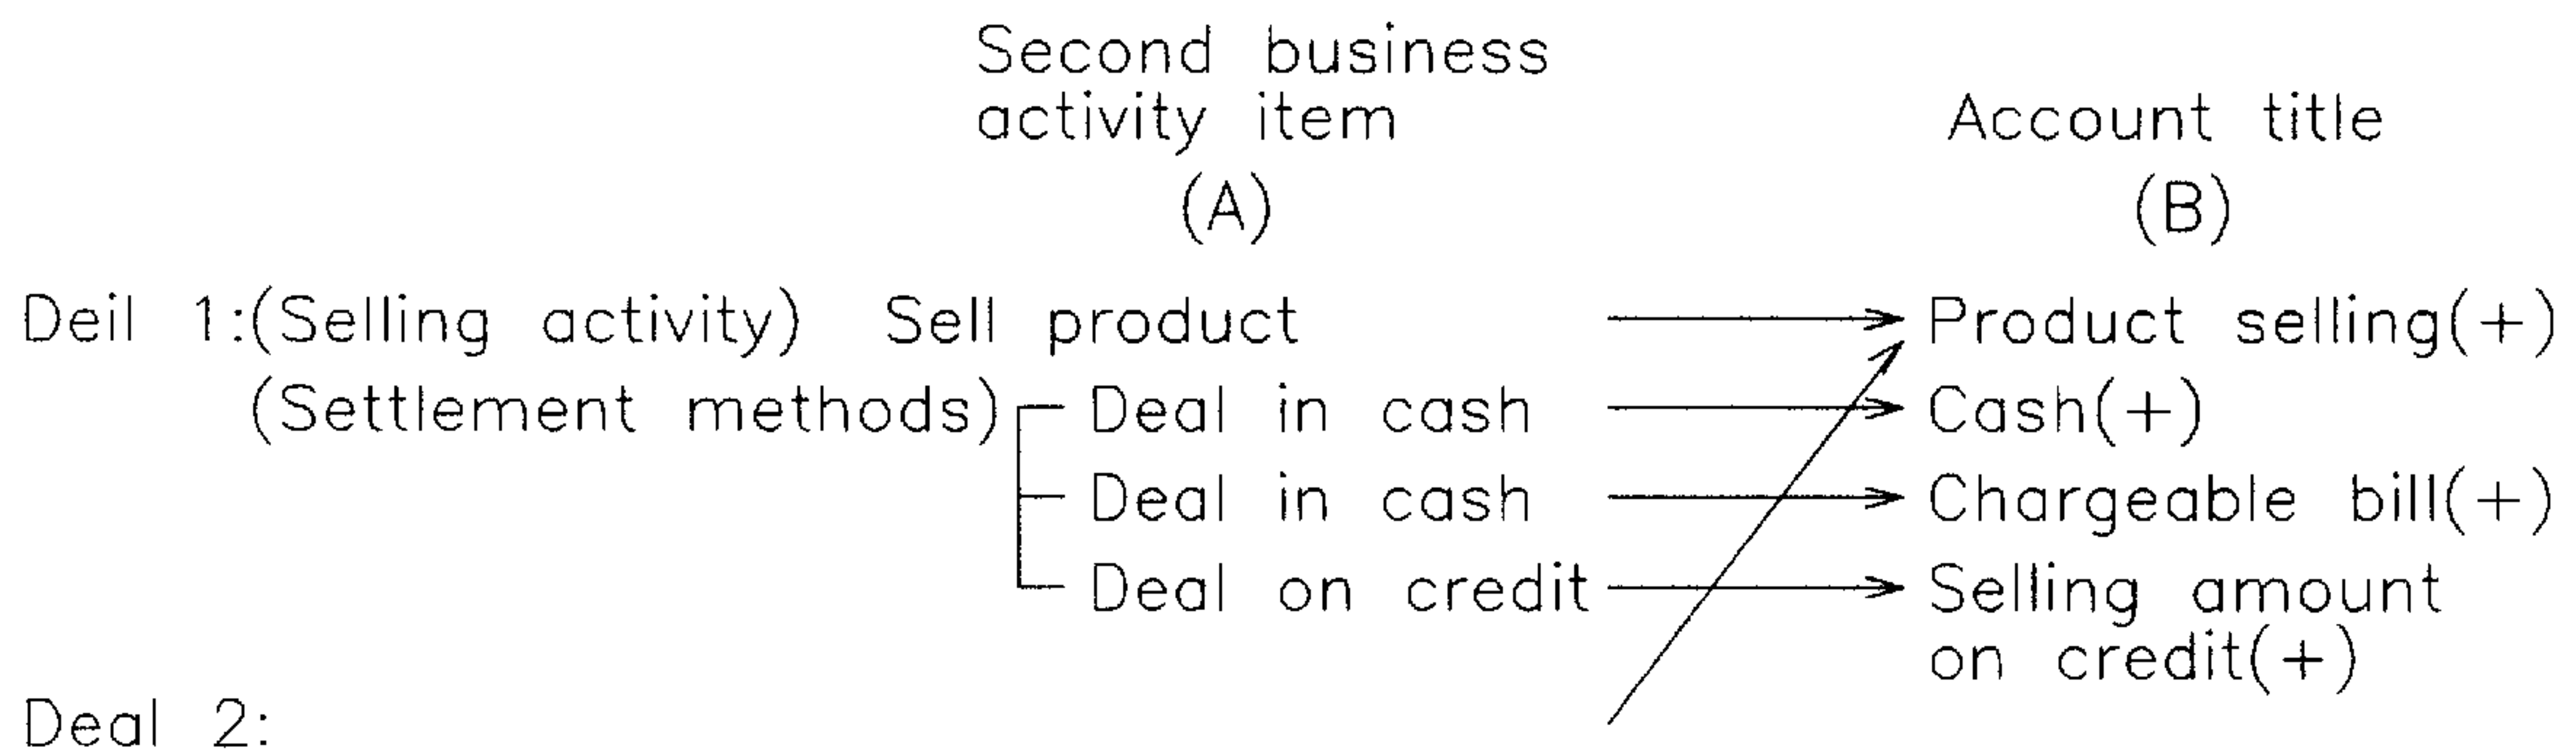 Second business
activity item
Account title
(A)
(B)
Deil 1:(Selling activity) Sell product
Product selling(+)
(Settlement methods)
Deal in cash
Cash(+)
Deal in cash
Chargeable bill(+)
Deal on credit
Selling amount
on credit(+)
Deal 2: